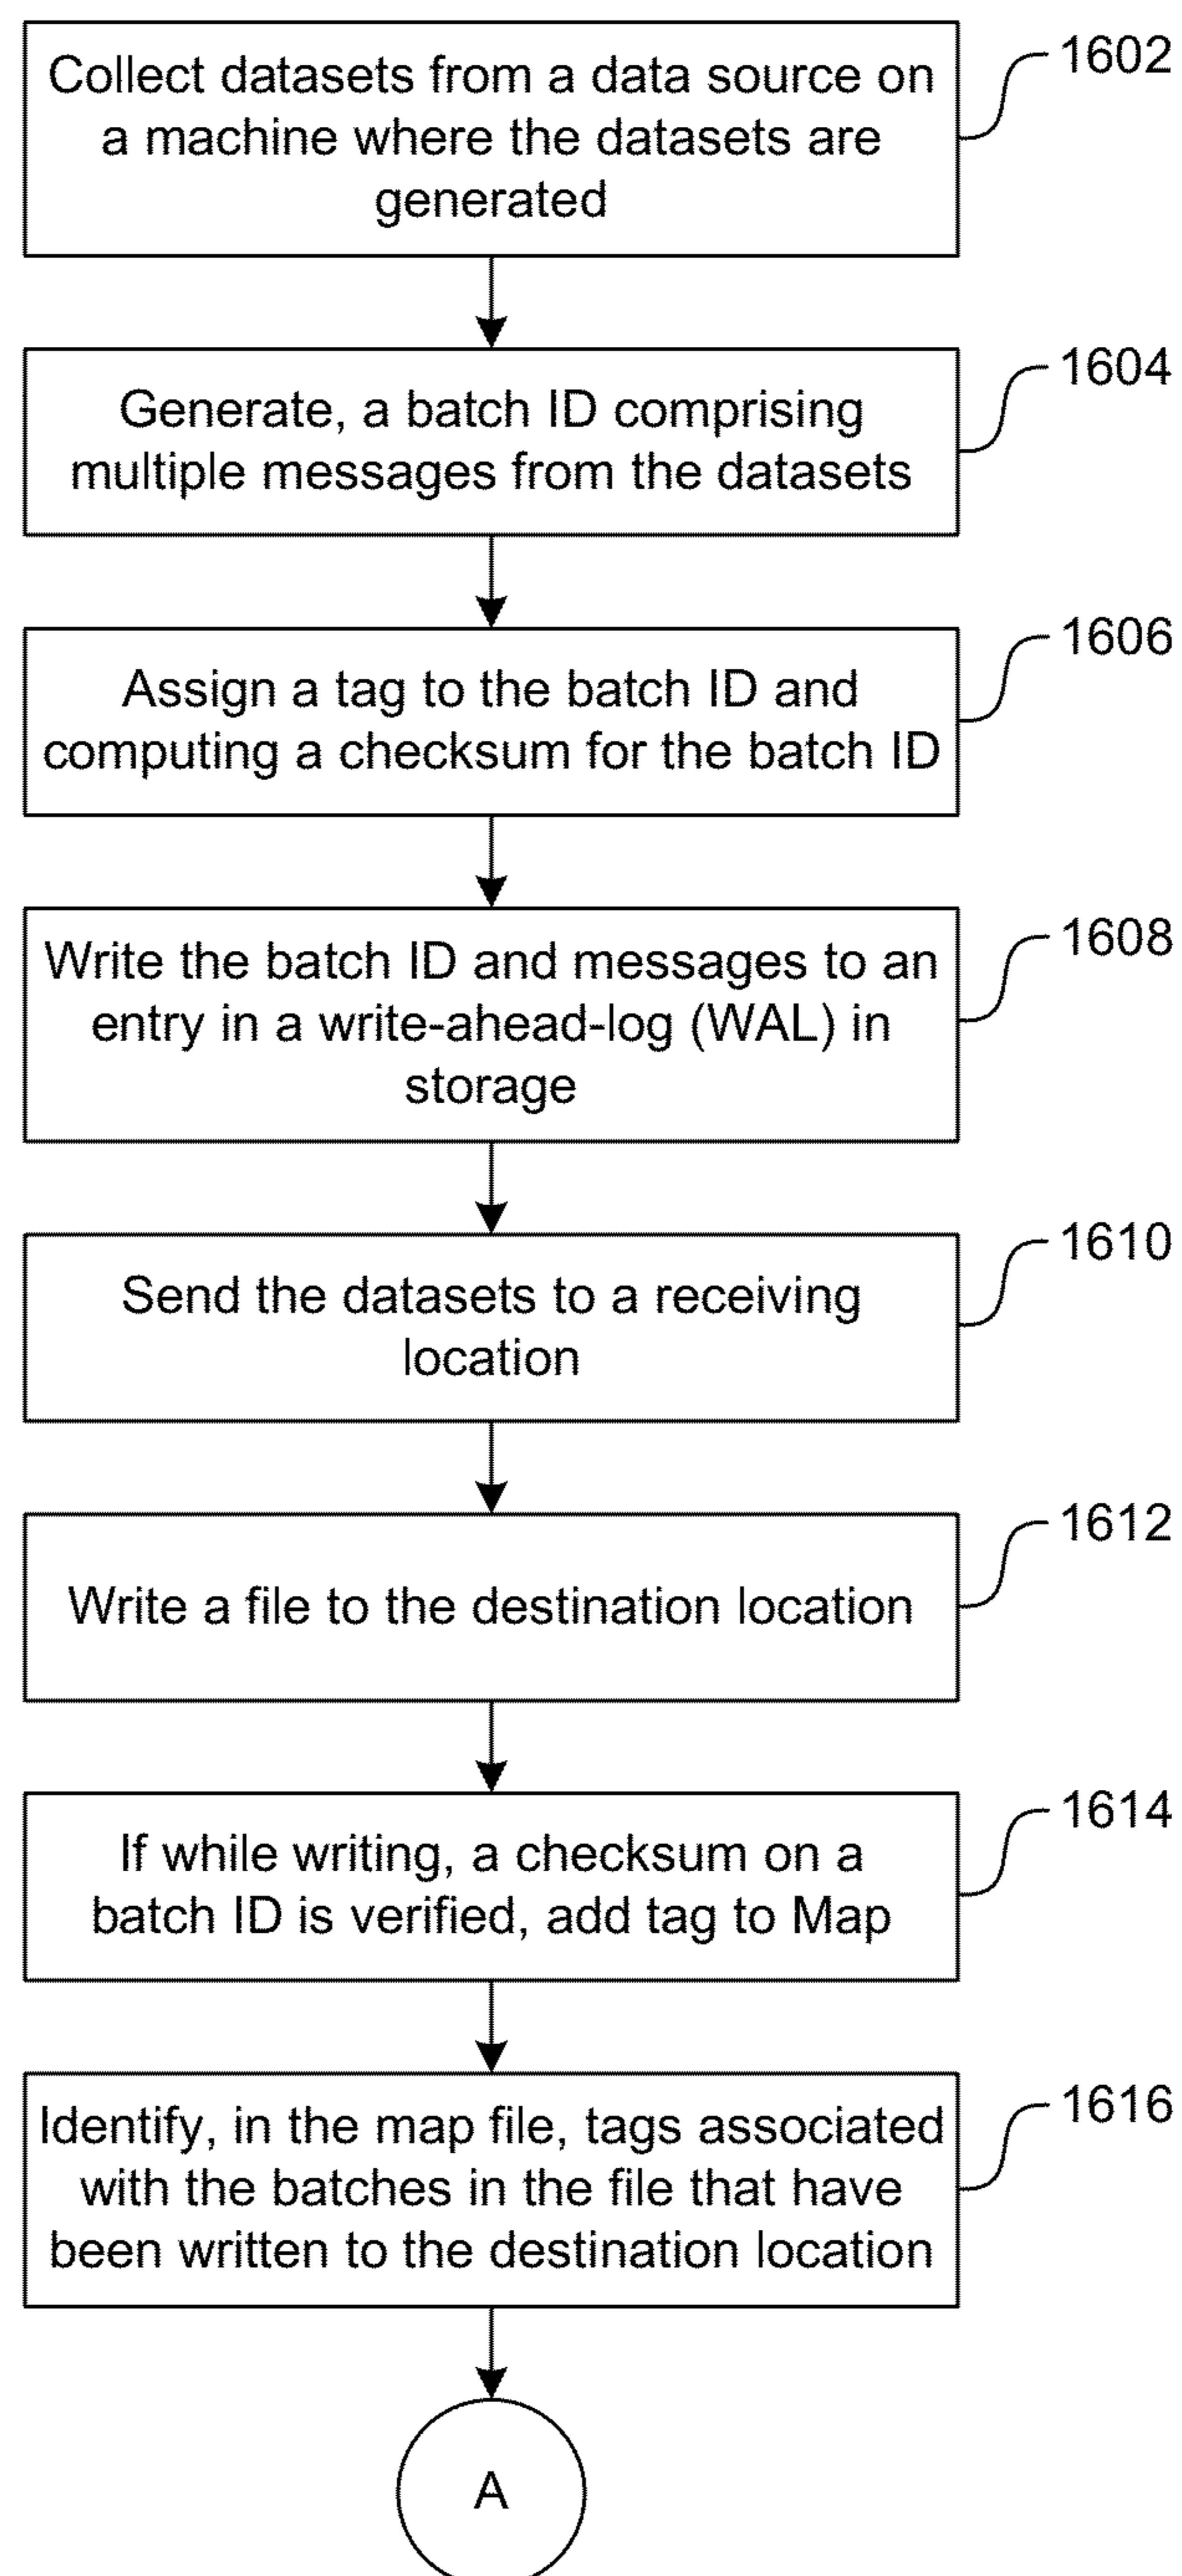 Collect datasets from a data source on
a machine where the datasets are
generated
1602
Generate, a batch ID comprising
multiple messages from the datasets
1604
Assign a tag to the batch ID and
computing a checksum for the batch ID
1606
Write the batch ID and messages to an
entry in a write-ahead-log (WAL) in
storage
1608
Send the datasets to a receiving
location
1610
Write a file to the destination location
1612
If while writing, a checksum on a
batch ID is verified, add tag to Map
1614
Identify, in the map file, tags associated
with the batches in the file that have
been written to the destination location
1616
A